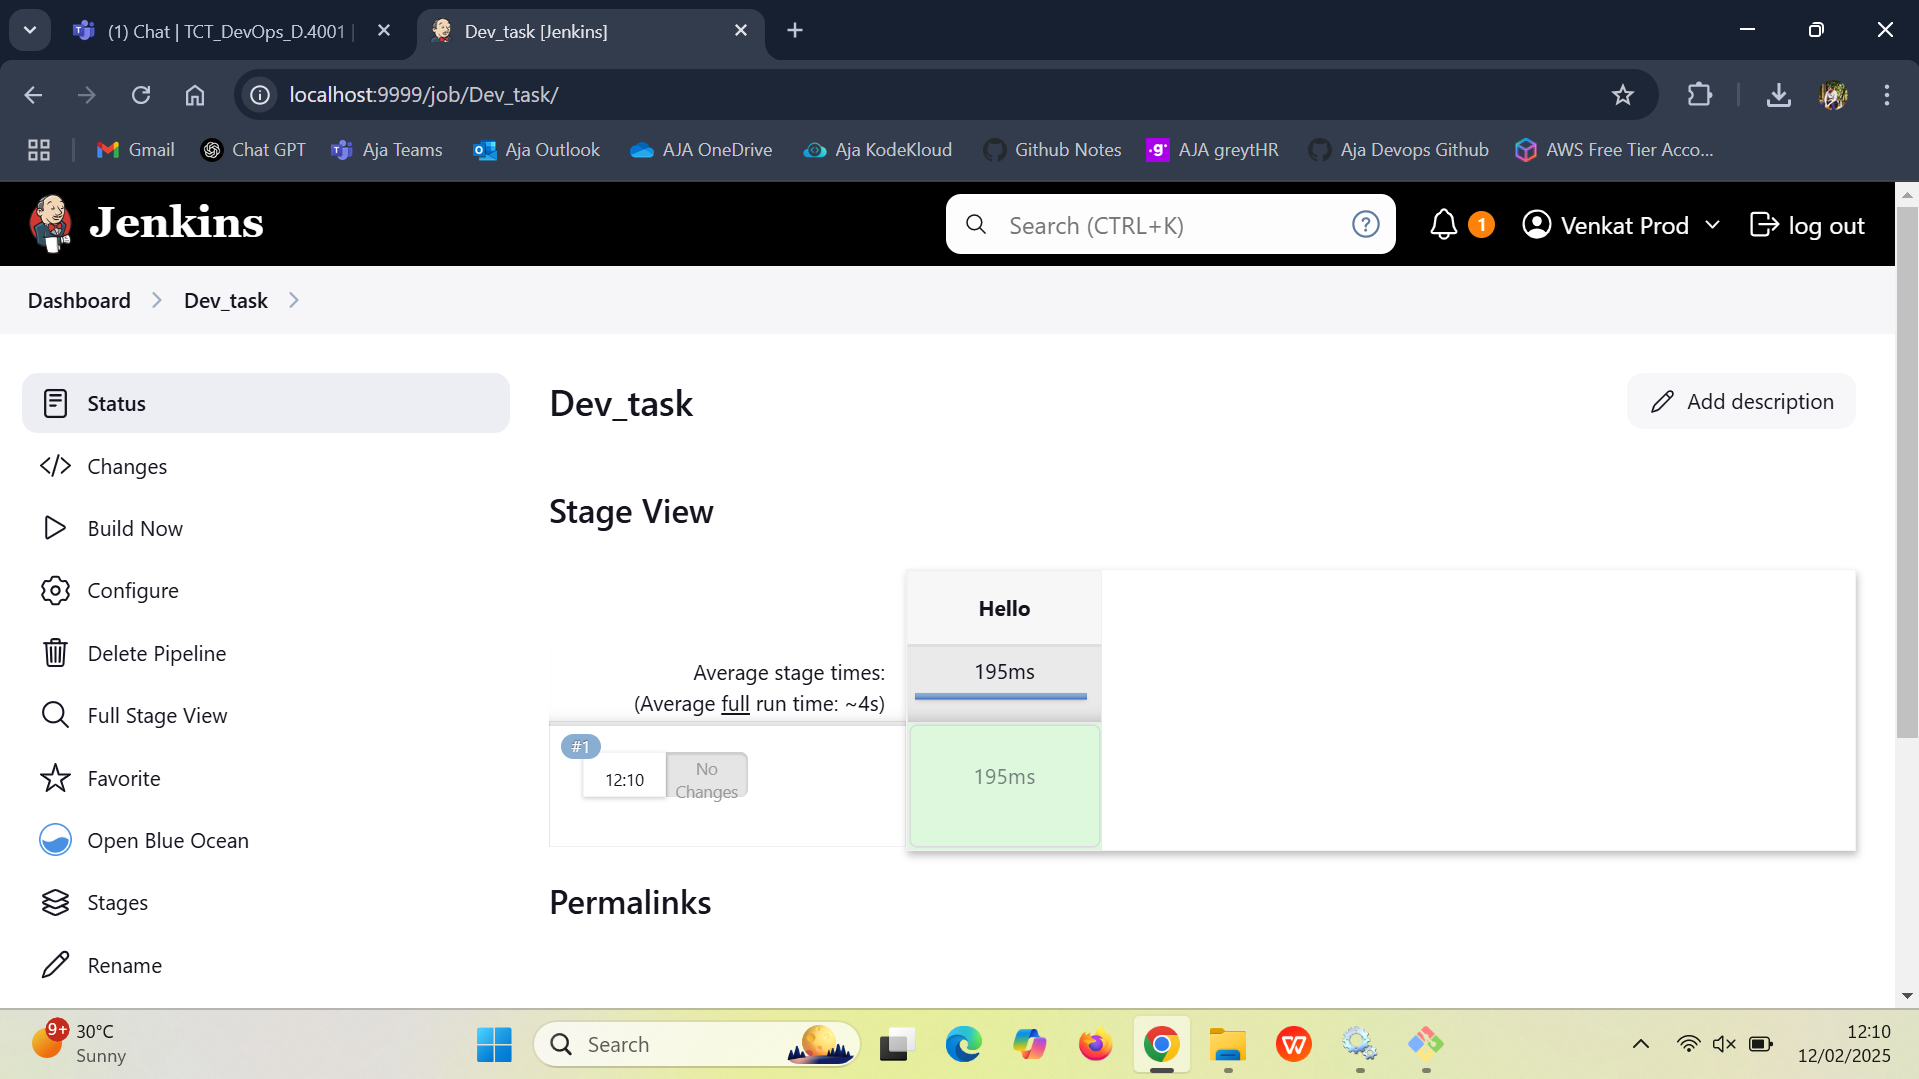 (1) Chat | TCT_DevOps_D.4001 |
Dev_task [Jenkins]
localhost:9999/job/Dev_task/
Gmail
Chat GPT
Aja Teams
Aja Outlook
AJA OneDrive
Aja KodeKloud
Github Notes
.g'
AJA greytHR
Aja Devops Github
AWS Free Tier Acco...
Jenkins
Search (CTRL+K)
?
1
Venkat Prod
log out
Dashboard
Dev_task
Status
Changes
Build Now
Configure
Delete Pipeline
Full Stage View
Favorite
Open Blue Ocean
Stages
Rename
Dev_task
Add description
Stage View
Hello
Average stage times:
(Average full run time: ~4s)
195ms
#1
12:10
No
Changes
195ms
Permalinks
9+
30°C
Sunny
Search
12:10
12/02/2025